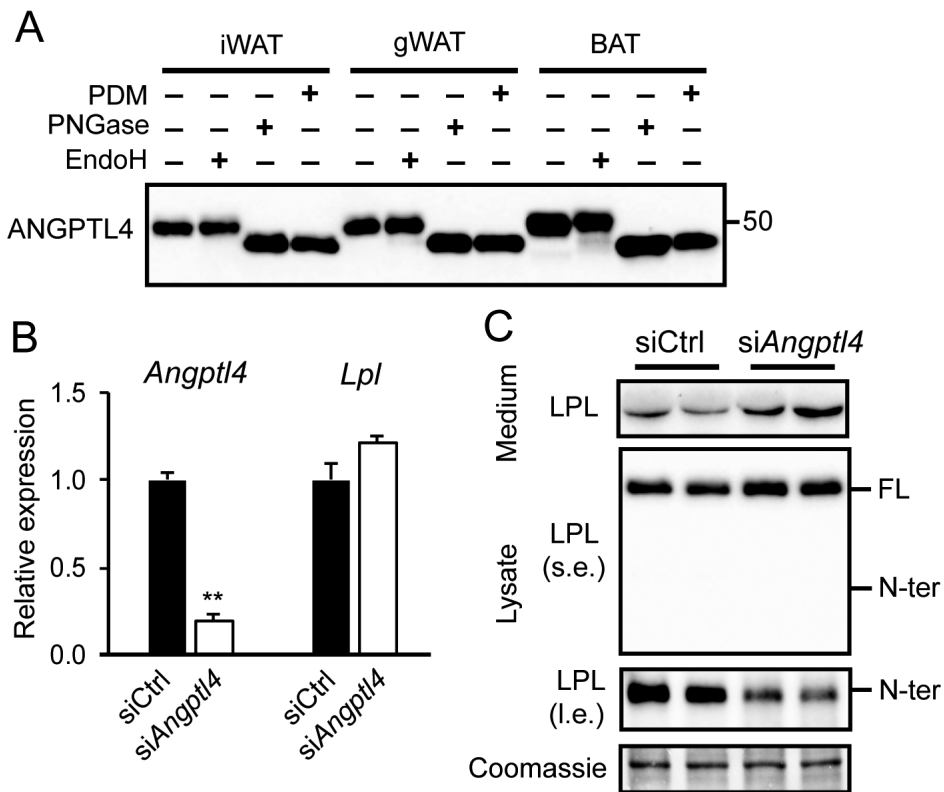 A
iWAT gWAT BAT
PDM – – – + – – – + – – – +
PNGase – – + – – – + – – – + –
EndoH – + – – – + – – – + – –
ANGPTL4
50
B
Angptl4 Lpl
Relative expression
1.5
1.0
0.5
0.0
**
siCtrl
siAngptl4
siCtrl
siAngptl4
C
siCtrl siAngptl4
Medium
LPL
Lysate
FL
LPL
(s.e.)
N-ter
LPL
(l.e.)
N-ter
Coomassie